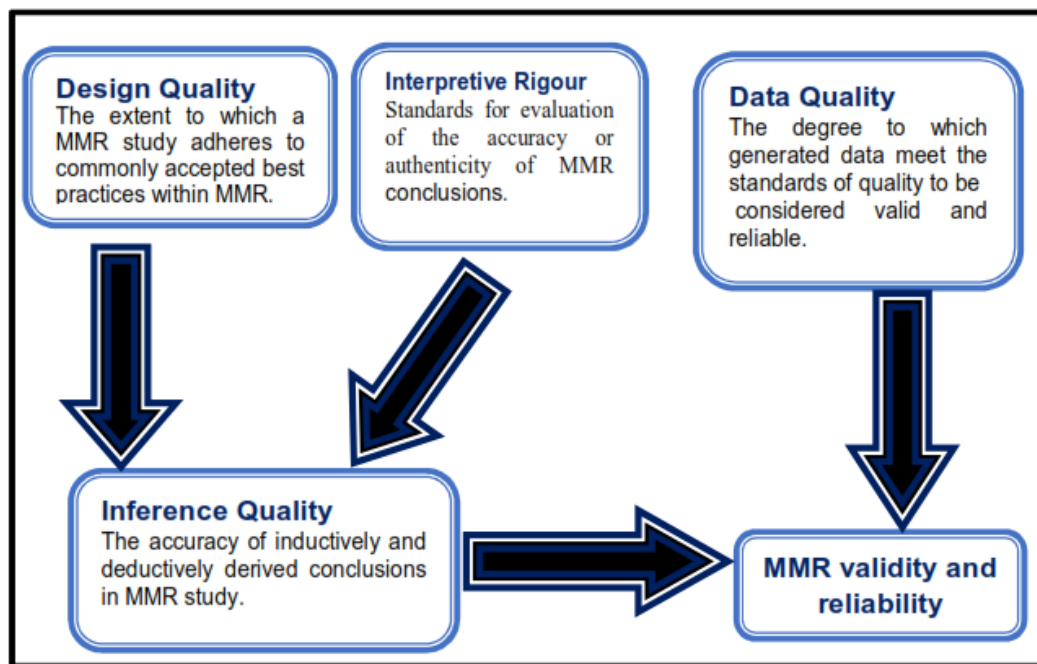 Design Quality
The extent to which a
MMR study adheres to
commonly accepted best
practices within MMR.
Interpretive Rigour
Standards for evaluation
of the accuracy or
authenticity of MMR
conclusions.
Data Quality
The degree to which
generated data meet the
standards of quality to be
considered valid and
reliable.
Inference Quality
The accuracy of inductively and
deductively derived conclusions
in MMR study.
MMR validity and
reliability